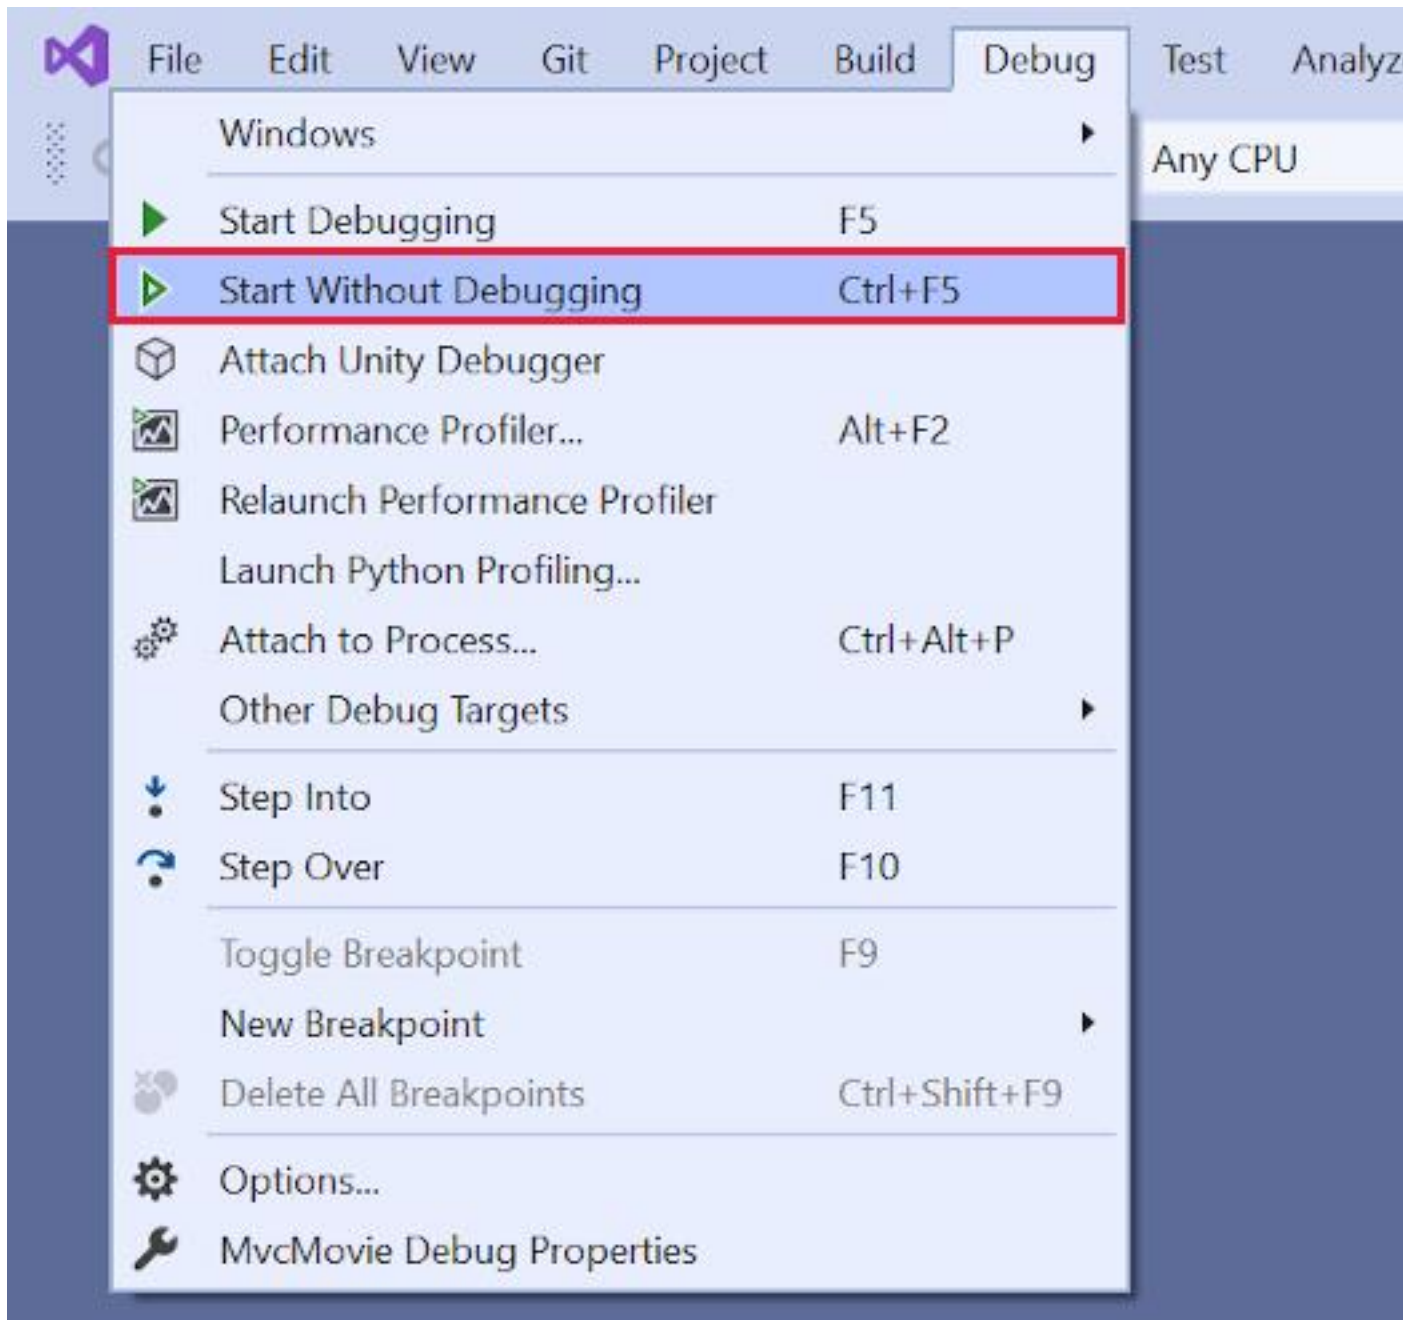 File Edit View Git Project Build Debug Test Analyz
Windows
Any CPU
Start Debugging F5
Start Without Debugging Ctrl+F5
Attach Unity Debugger
Performance Profiler... Alt+F2
Relaunch Performance Profiler
Launch Python Profiling...
Attach to Process... Ctrl+Alt+P
Other Debug Targets
Step Into F11
Step Over F10
Toggle Breakpoint F9
New Breakpoint
Delete All Breakpoints Ctrl+Shift+F9
Options...
MvcMovie Debug Properties